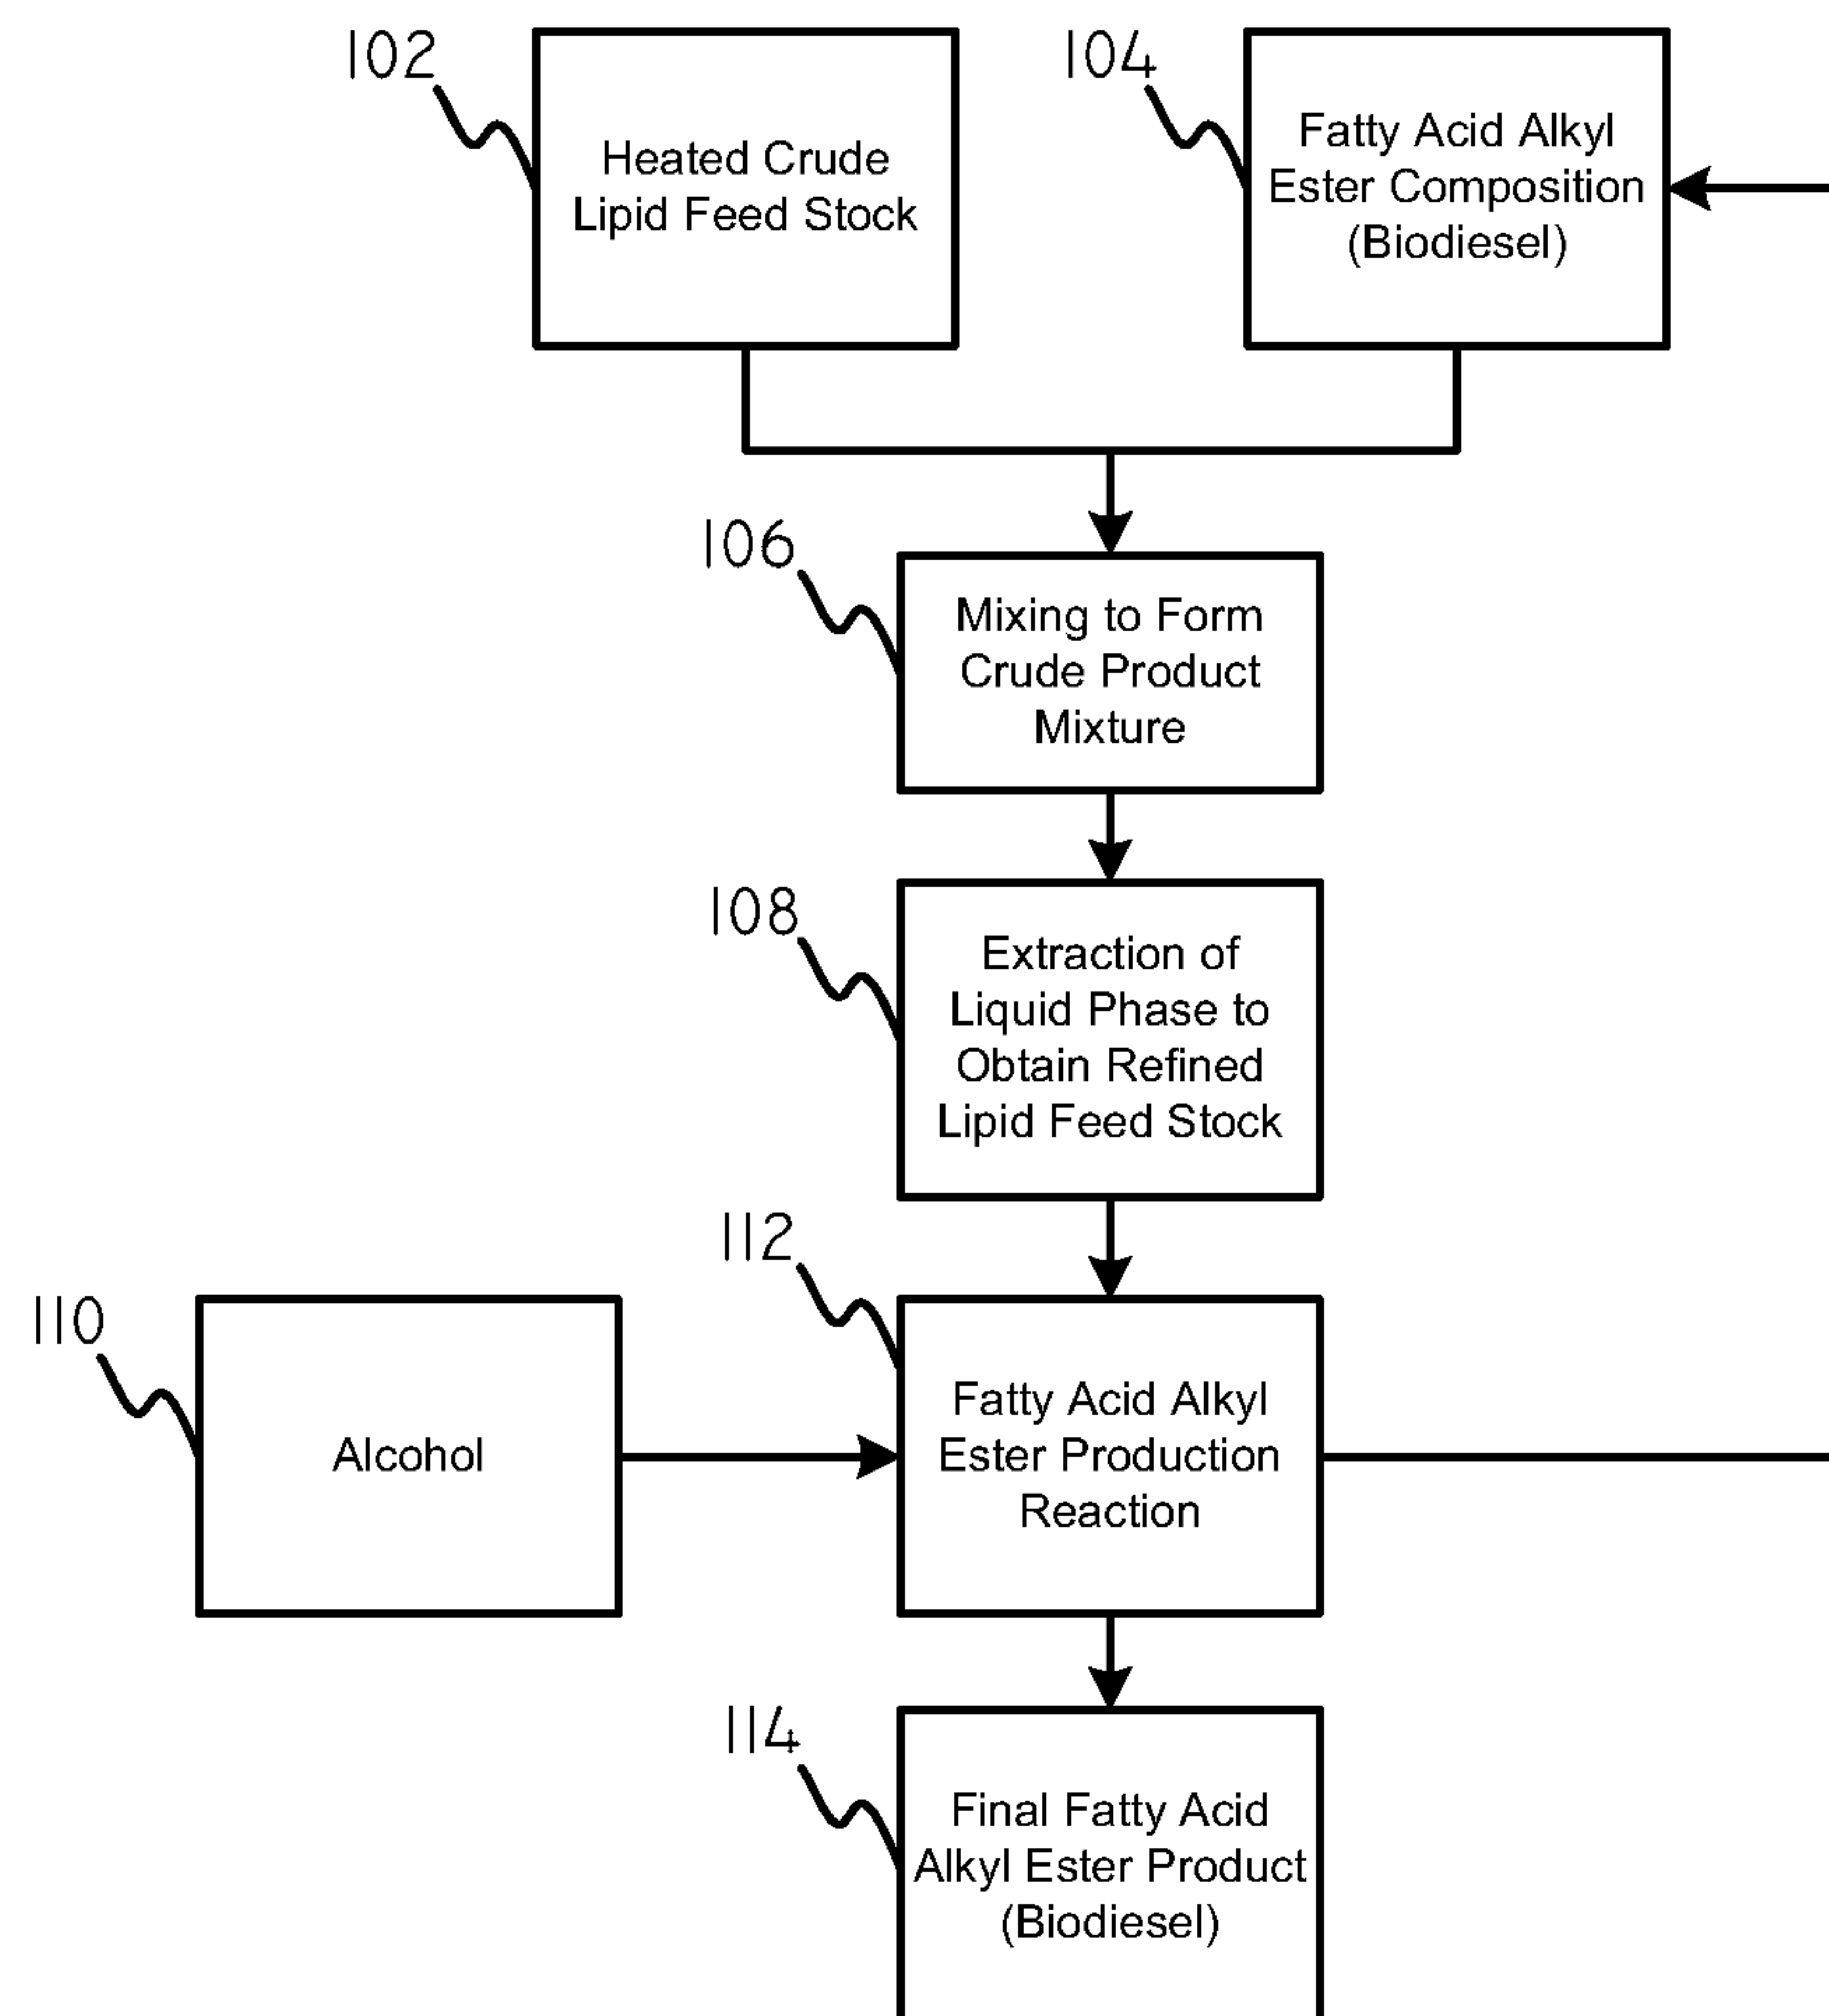 102
Heated Crude
Lipid Feed Stock
104
Fatty Acid Alkyl
Ester Composition
(Biodiesel)
106
Mixing to Form
Crude Product
Mixture
108
Extraction of
Liquid Phase to
Obtain Refined
Lipid Feed Stock
110
Alcohol
112
Fatty Acid Alkyl
Ester Production
Reaction
114
Final Fatty Acid
Alkyl Ester Product
(Biodiesel)